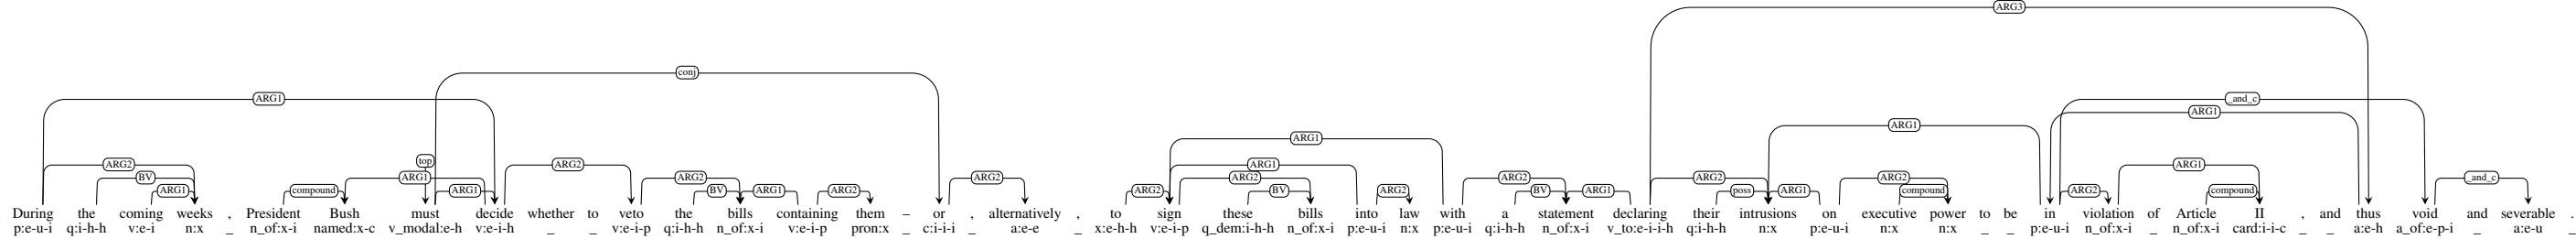 ARG3
conj
ARG1 _and_c
ARG1
ARG1
ARG1
top
ARG2 ARG2 ARG1 ARG1
BV ARG1 ARG2 ARG2 ARG2 ARG2 ARG2 _and_c
ARG1 compound ARG1 BV ARG1 ARG2 ARG2 BV ARG2 BV ARG1 poss ARG1 compound ARG2 compound
During the coming weeks , President Bush must decide whether to veto the bills containing them – or , alternatively , to sign these bills into law with a statement declaring their intrusions on executive power to be in violation of Article II , and thus void and severable .
p:e-u-i q:i-h-h v:e-i n:x _ n_of:x-i named:x-c v_modal:e-h v:e-i-h _ _ v:e-i-p q:i-h-h n_of:x-i v:e-i-p pron:x _ c:i-i-i _ a:e-e _ x:e-h-h v:e-i-p q_dem:i-h-h n_of:x-i p:e-u-i n:x p:e-u-i q:i-h-h n_of:x-i v_to:e-i-i-h q:i-h-h n:x p:e-u-i n:x n:x _ _ p:e-u-i n_of:x-i _ n_of:x-i card:i-i-c _ _ a:e-h a_of:e-p-i _ a:e-u _